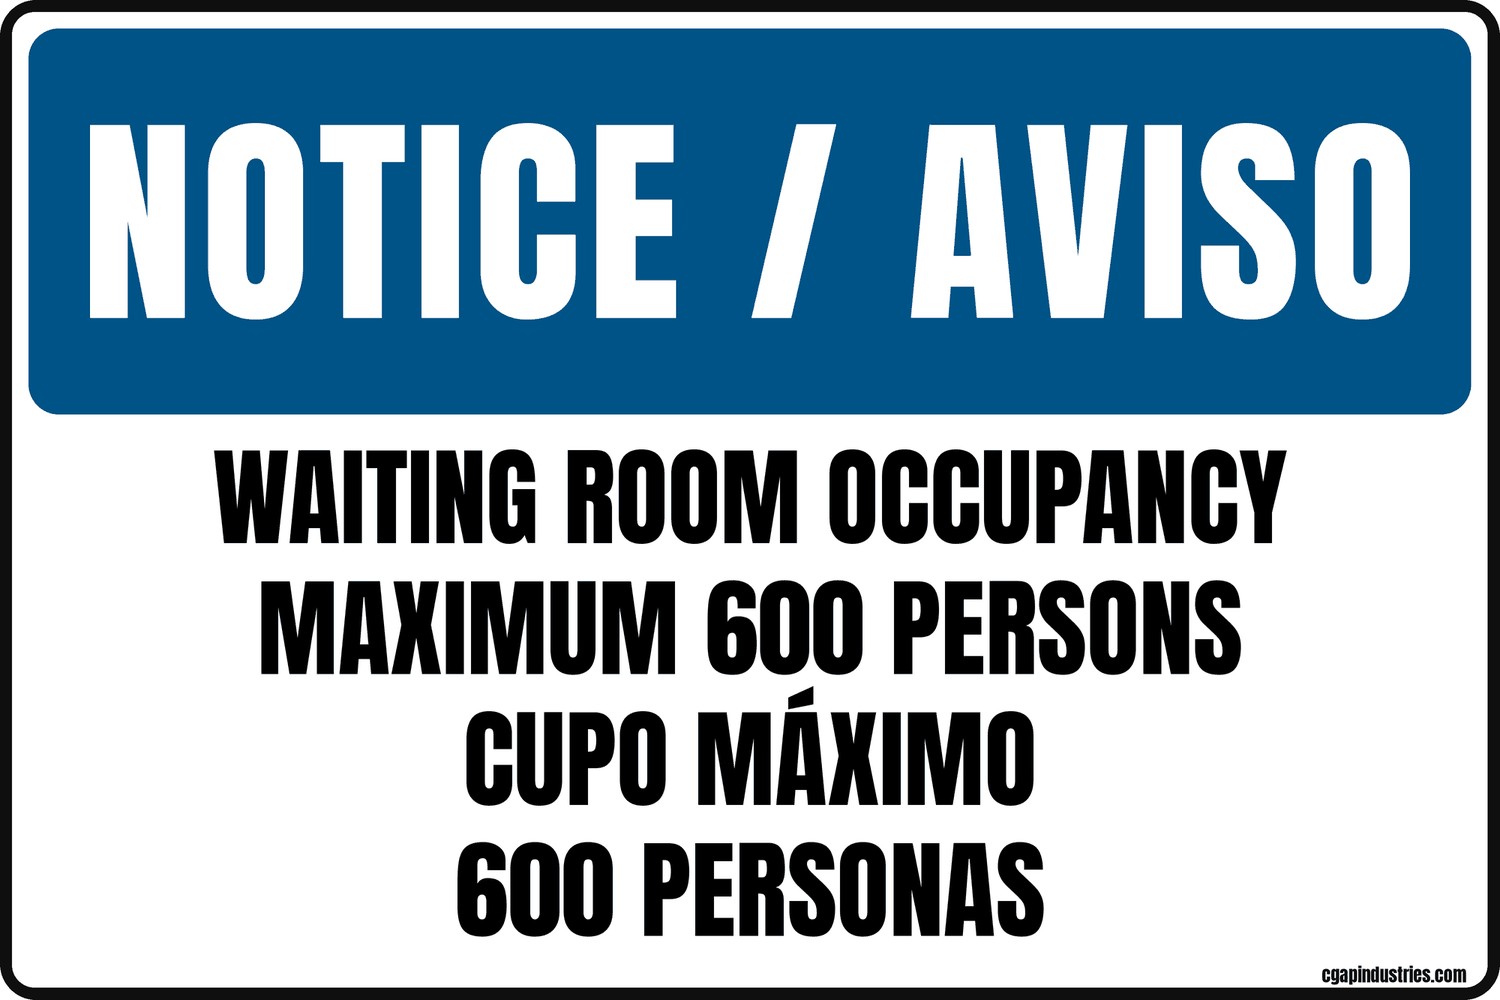 NOTICE / AVISO
WAITING ROOM OCCUPANCY
MAXIMUM 600 PERSONS
CUPO MÁXIMO
600 PERSONAS
cgapindustries.com